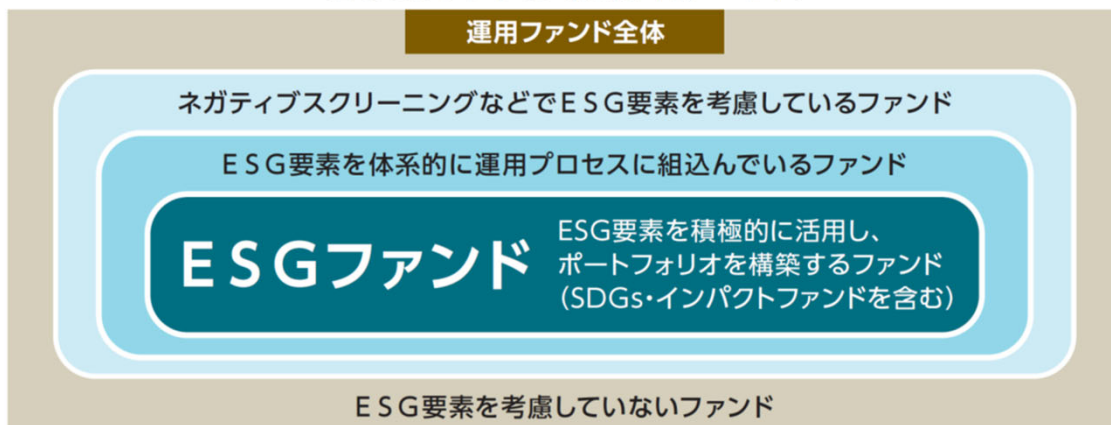 運用ファンド全体
ネガティブスクリーニングなどでESG要素を考慮しているファンド
ESG要素を体系的に運用プロセスに組込んでいるファンド
ESGファンド
ESG要素を積極的に活用し、
ポートフォリオを構築するファンド
(SDGs・インパクトファンドを含む)
ESG要素を考慮していないファンド